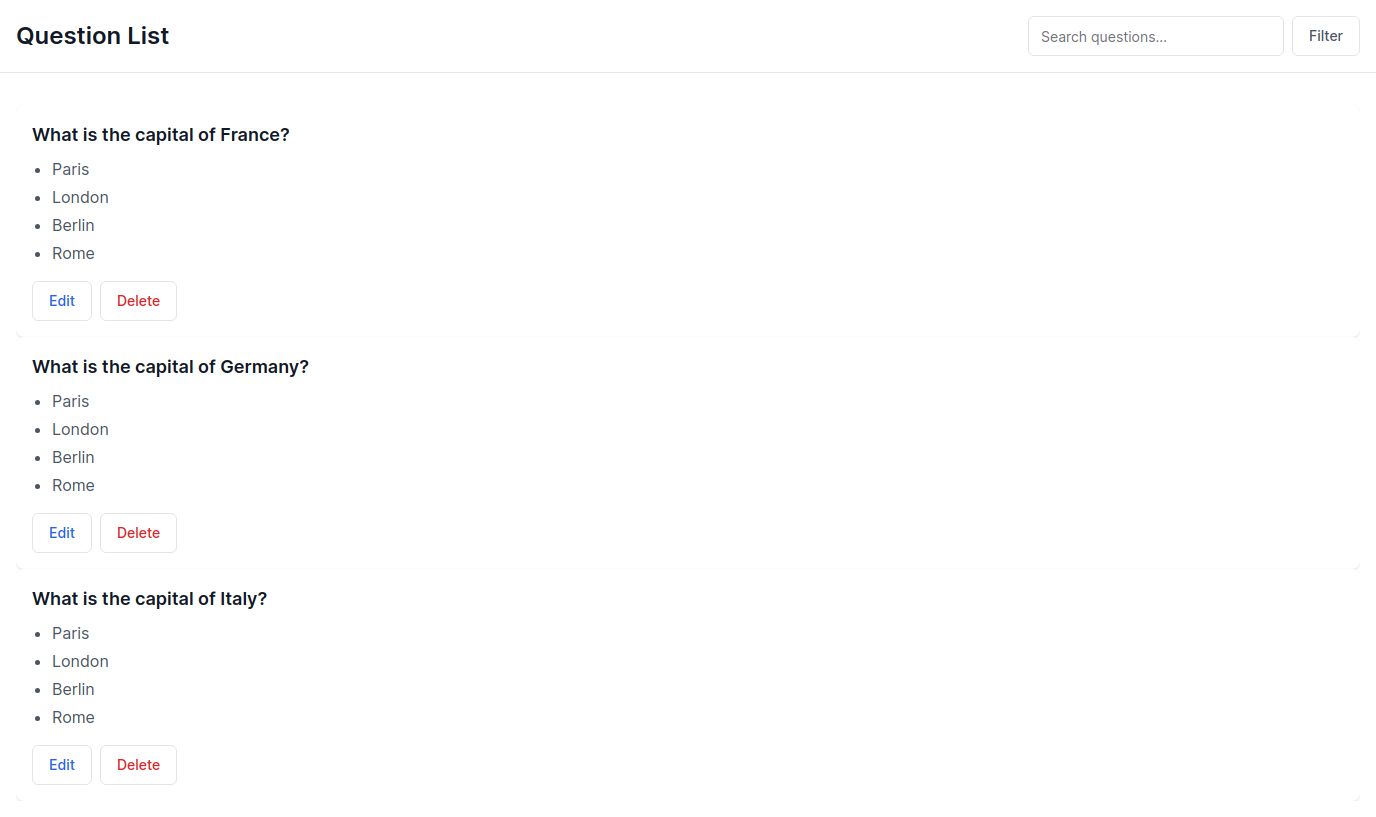 Question List
Search questions...
Filter
What is the capital of France?
Paris
London
Berlin
Rome
Edit
Delete
What is the capital of Germany?
Paris
London
Berlin
Rome
Edit
Delete
What is the capital of Italy?
Paris
London
Berlin
Rome
Edit
Delete